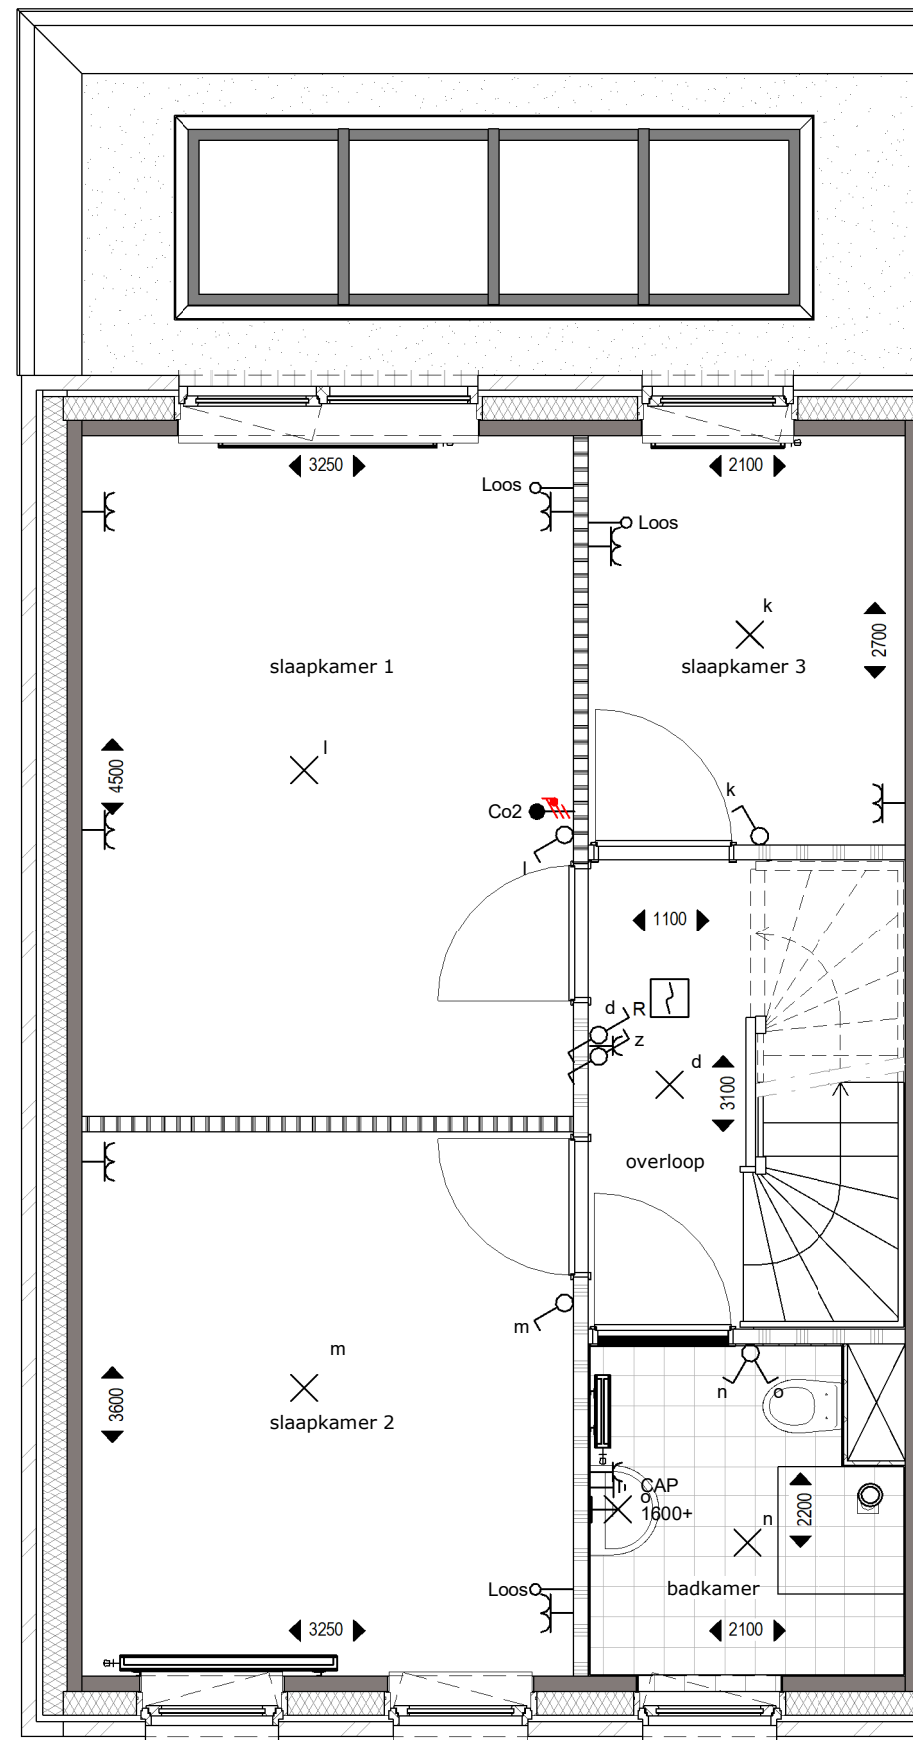 3250
2100
Loos
Loos
k
2700
slaapkamer 1
slaapkamer 3
l
4500
k
Co2
l
1100
d R
z
d
3100
overloop
m
m
3600
slaapkamer 2
n
o
CAP
o
1600+
2200
n
badkamer
Loos
3250
2100